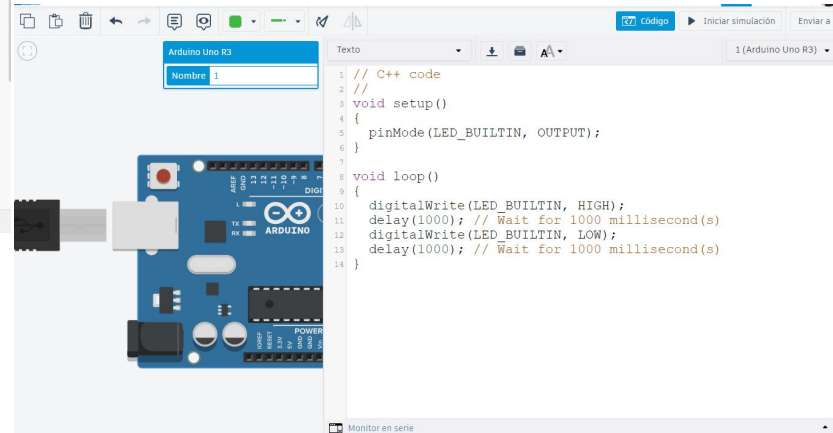 Código
Iniciar simulación
Enviar a
Arduino Uno R3
Nombre 1
Texto
1 (Arduino Uno R3)
1 // C++ code
2 //
3 void setup()
4 {
5   pinMode(LED_BUILTIN, OUTPUT);
6 }
7
8 void loop()
9 {
10   digitalWrite(LED_BUILTIN, HIGH);
11   delay(1000); // Wait for 1000 millisecond(s)
12   digitalWrite(LED_BUILTIN, LOW);
13   delay(1000); // Wait for 1000 millisecond(s)
14 }
AREF
GND
13
12
~11
~10
~9
8
7
DIGI
L
TX
RX
ARDUINO
POWER
IOREF
RESET
3.3V
5V
GND
GND
Vin
Monitor en serie